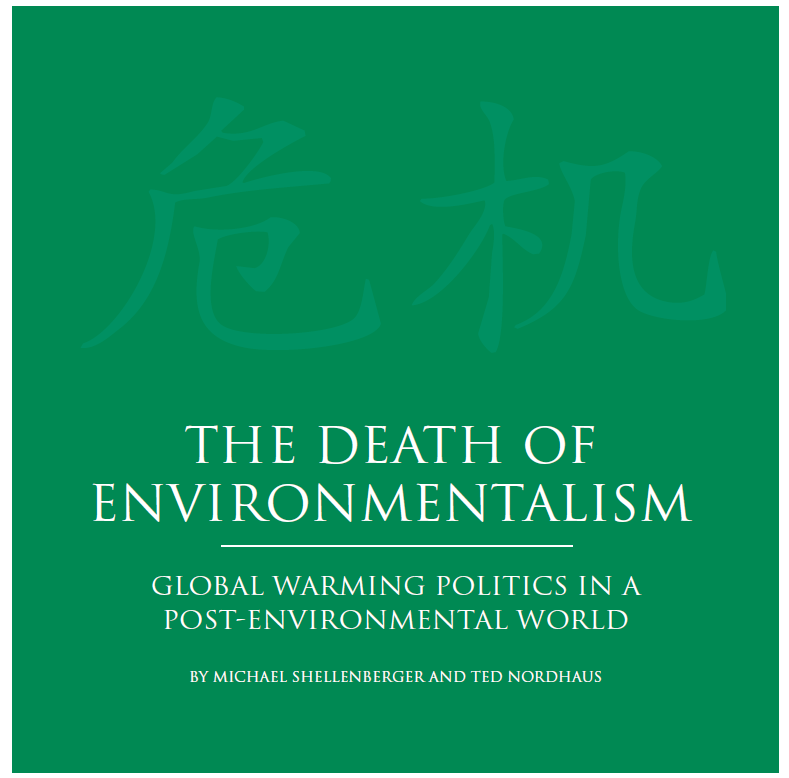 危机
THE DEATH OF
ENVIRONMENTALISM
GLOBAL WARMING POLITICS IN A
POST-ENVIRONMENTAL WORLD
BY MICHAEL SHELLENBERGER AND TED NORDHAUS